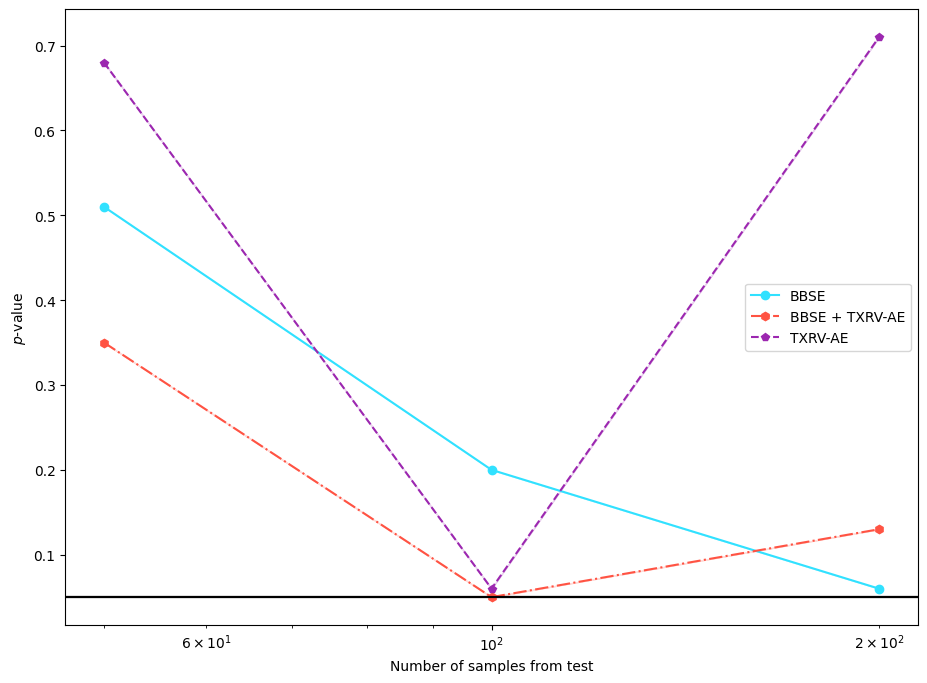 0.7
0.6
0.5
0.4
0.3
0.2
0.1
p-value
BBSE
BBSE + TXRV-AE
TXRV-AE
6 × 10¹
10²
2 × 10²
Number of samples from test